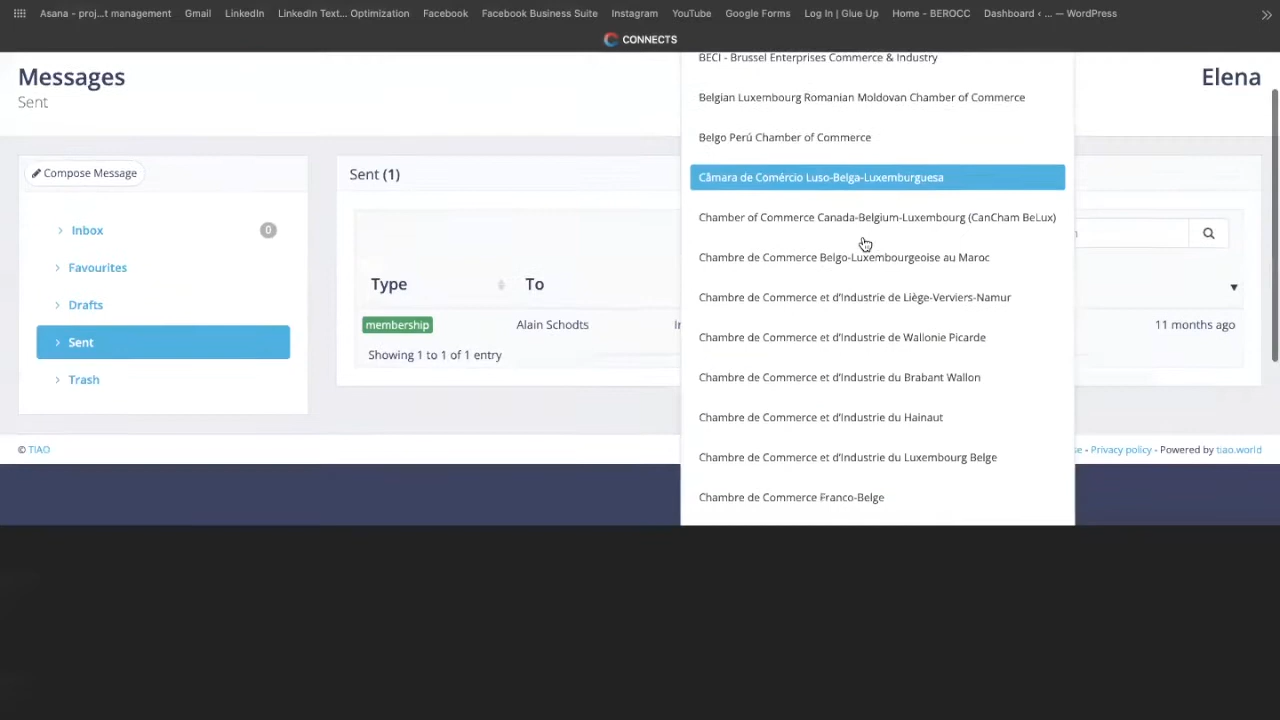 Asana - proj...t management Gmail LinkedIn LinkedIn Text... Optimization Facebook Facebook Business Suite Instagram YouTube Google Forms Log In | Glue Up Home - BEROCC Dashboard ‹ ... — WordPress
CONNECTS
Messages
Sent
Elena
Compose Message
Inbox 0
Favourites
Drafts
Sent
Trash
Sent (1)
Type To
membership Alain Schodts 11 months ago
Showing 1 to 1 of 1 entry
BECI - Brussel Enterprises Commerce & Industry
Belgian Luxembourg Romanian Moldovan Chamber of Commerce
Belgo Perú Chamber of Commerce
Câmara de Comércio Luso-Belga-Luxemburguesa
Chamber of Commerce Canada-Belgium-Luxembourg (CanCham BeLux)
Chambre de Commerce Belgo-Luxembourgeoise au Maroc
Chambre de Commerce et d'Industrie de Liège-Verviers-Namur
Chambre de Commerce et d'Industrie de Wallonie Picarde
Chambre de Commerce et d'Industrie du Brabant Wallon
Chambre de Commerce et d'Industrie du Hainaut
Chambre de Commerce et d'Industrie du Luxembourg Belge
Chambre de Commerce Franco-Belge
© TIAO
- Privacy policy - Powered by tiao.world